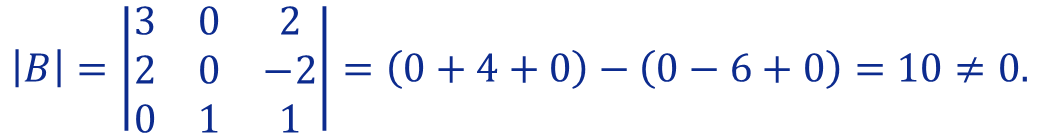 |B| = |3 0 2|
|2 0 −2| = (0 + 4 + 0) − (0 − 6 + 0) = 10 ≠ 0.
|0 1 1|